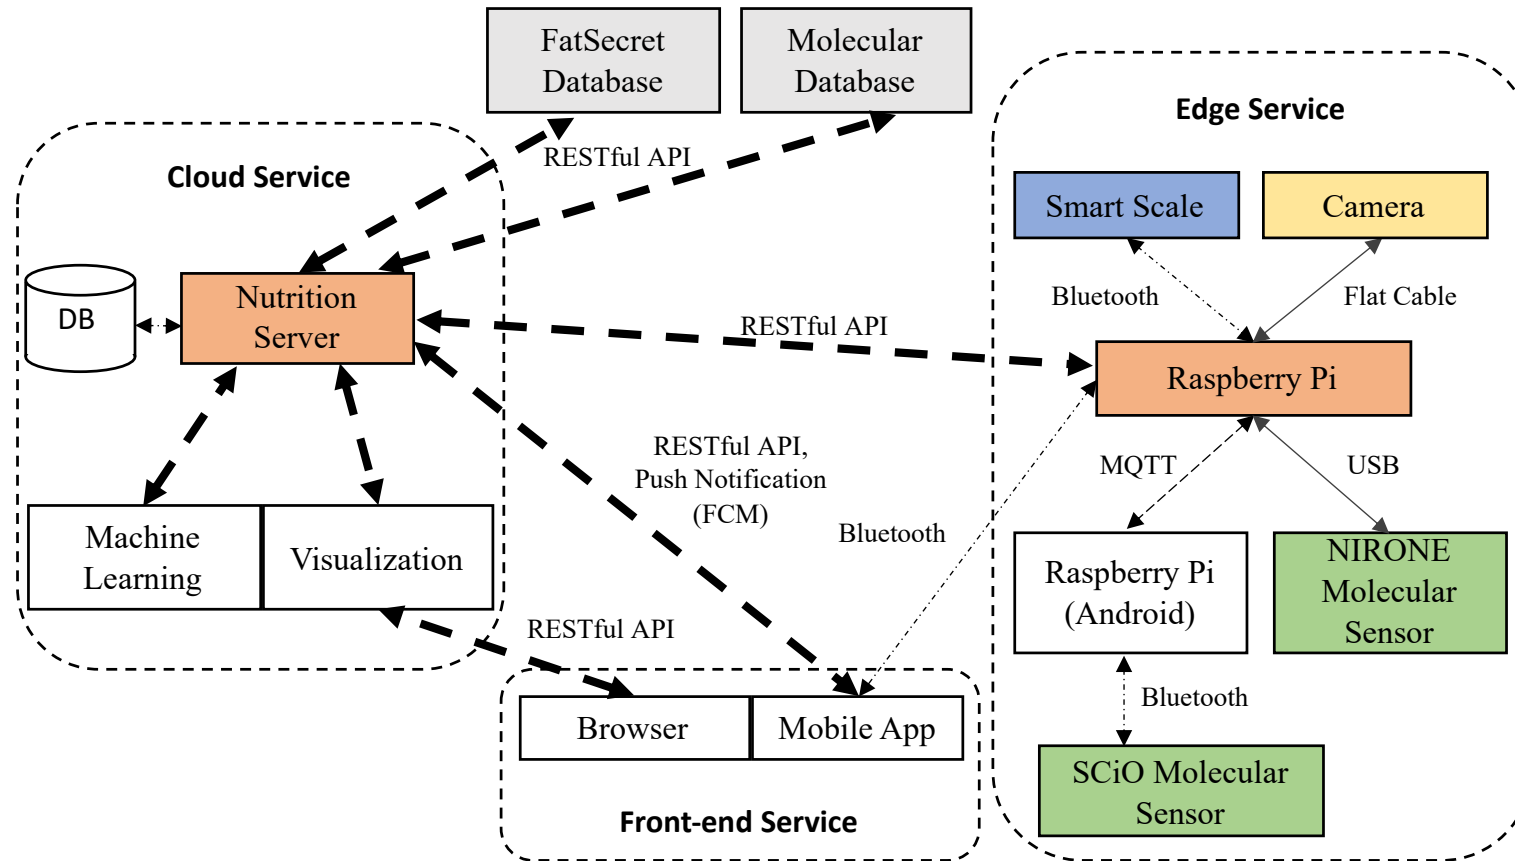 FatSecret
Database
Molecular
Database
Edge Service
RESTful API
Cloud Service
Smart Scale
Camera
Bluetooth
Flat Cable
DB
Nutrition
Server
RESTful API
Raspberry Pi
RESTful API,
Push Notification
(FCM)
MQTT
USB
Bluetooth
Machine
Learning
Visualization
Raspberry Pi
(Android)
NIRONE
Molecular
Sensor
RESTful API
Bluetooth
Browser
Mobile App
SCiO Molecular
Sensor
Front-end Service